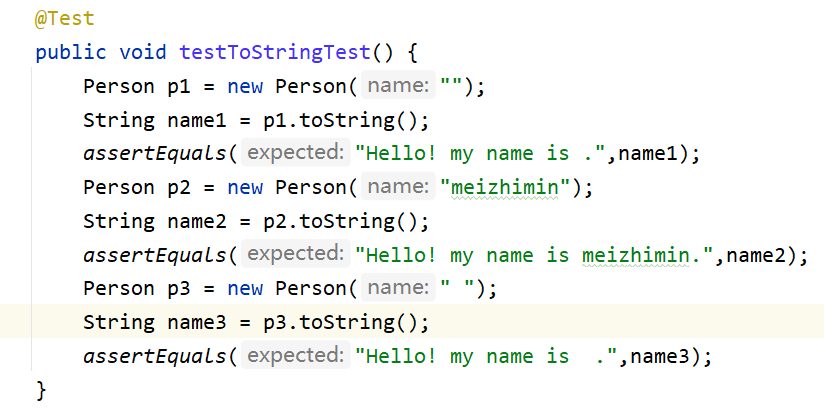 @Test
public void testToStringTest() {
    Person p1 = new Person( name: "");
    String name1 = p1.toString();
    assertEquals( expected: "Hello! my name is .",name1);
    Person p2 = new Person( name: "meizhimin");
    String name2 = p2.toString();
    assertEquals( expected: "Hello! my name is meizhimin.",name2);
    Person p3 = new Person( name: " ");
    String name3 = p3.toString();
    assertEquals( expected: "Hello! my name is  .",name3);
}